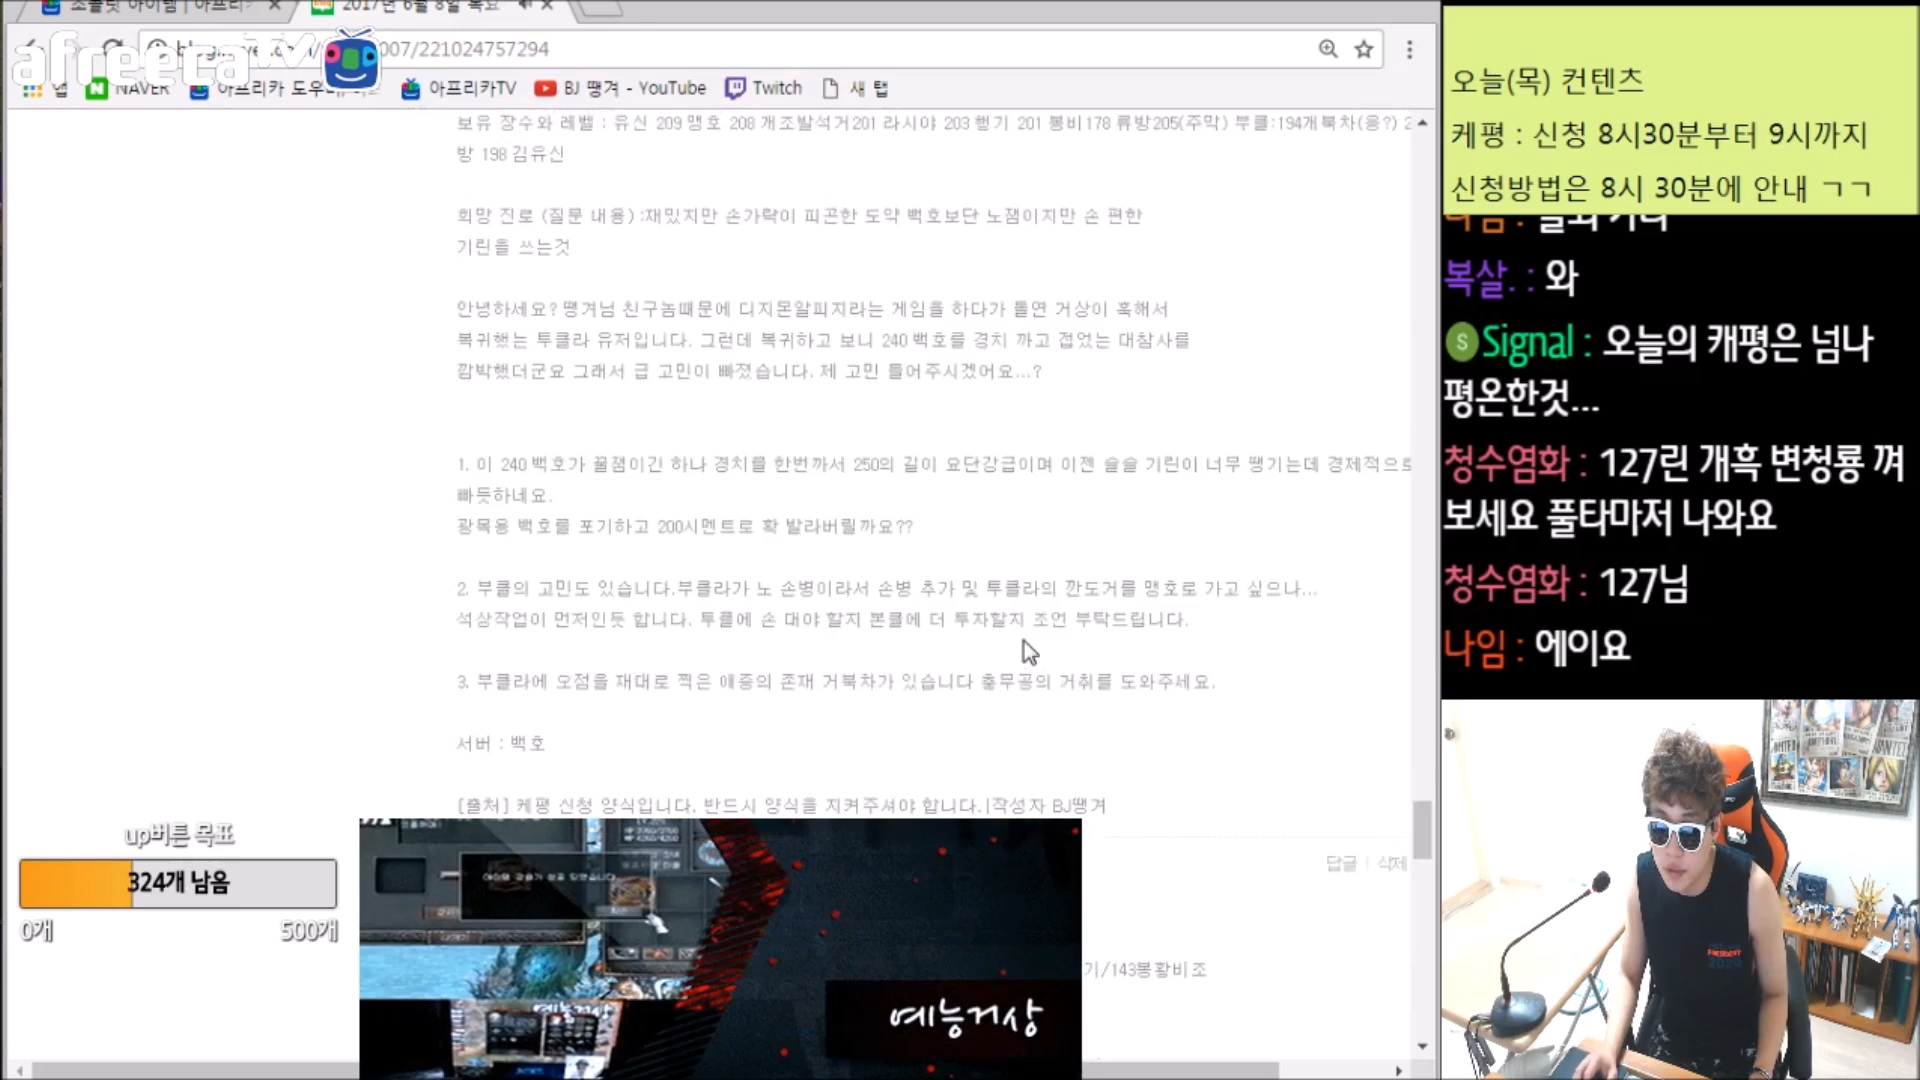 2017년 6월 8일 목요
007/221024757294
afreecaTV
NAVER
아프리카 도우미
아프리카TV
BJ 땡겨 - YouTube
Twitch
새 탭
보유 장수와 레벨 : 유신 209 맹호 208 개조발석거201 라시야 203 행기 201 봉비178 류방205(주막) 부클:194개북차(응?) 2
방 198 김유신
희망 진로 (질문 내용) :재밌지만 손가락이 피곤한 도약 백호보단 노잼이지만 손 편한
기린을 쓰는것
안녕하세요? 땡겨님 친구놈때문에 디지몬알피지라는 게임을 하다가 돌연 거상이 혹해서
복귀했는 투클라 유저입니다. 그런데 복귀하고 보니 240 백호를 경치 까고 접었는 대참사를
깜박했더군요 그래서 급 고민이 빠졌습니다. 제 고민 들어주시겠어요...?
1. 이 240 백호가 꿀잼이긴 하나 경치를 한번까서 250의 길이 요단강급이며 이젠 슬슬 기린이 너무 땡기는데 경제적으로
빠듯하네요.
광목용 백호를 포기하고 200시멘트로 확 발라버릴까요??
2. 부클의 고민도 있습니다.부클라가 노 손병이라서 손병 추가 및 투클라의 깐도거를 맹호로 가고 싶으나...
석상작업이 먼저인듯 합니다. 투클에 손 대야 할지 본클에 더 투자할지 조언 부탁드립니다.
3. 부클라에 오점을 재대로 찍은 애증의 존재 거북차가 있습니다 충무공의 거취를 도와주세요.
서버 : 백호
[출처] 케평 신청 양식입니다. 반드시 양식을 지켜주셔야 합니다.|작성자 BJ땡겨
답글 | 삭제
기/143봉황비조
up버튼 목표
324개 남음
0개 500개
예능거상
오늘(목) 컨텐츠
케평 : 신청 8시30분부터 9시까지
신청방법은 8시 30분에 안내 ㄱㄱ
복살. : 와
Signal : 오늘의 캐평은 넘나
평온한것...
청수염화 : 127린 개흑 변청룡 껴
보세요 풀타마저 나와요
청수염화 : 127님
나임 : 에이요